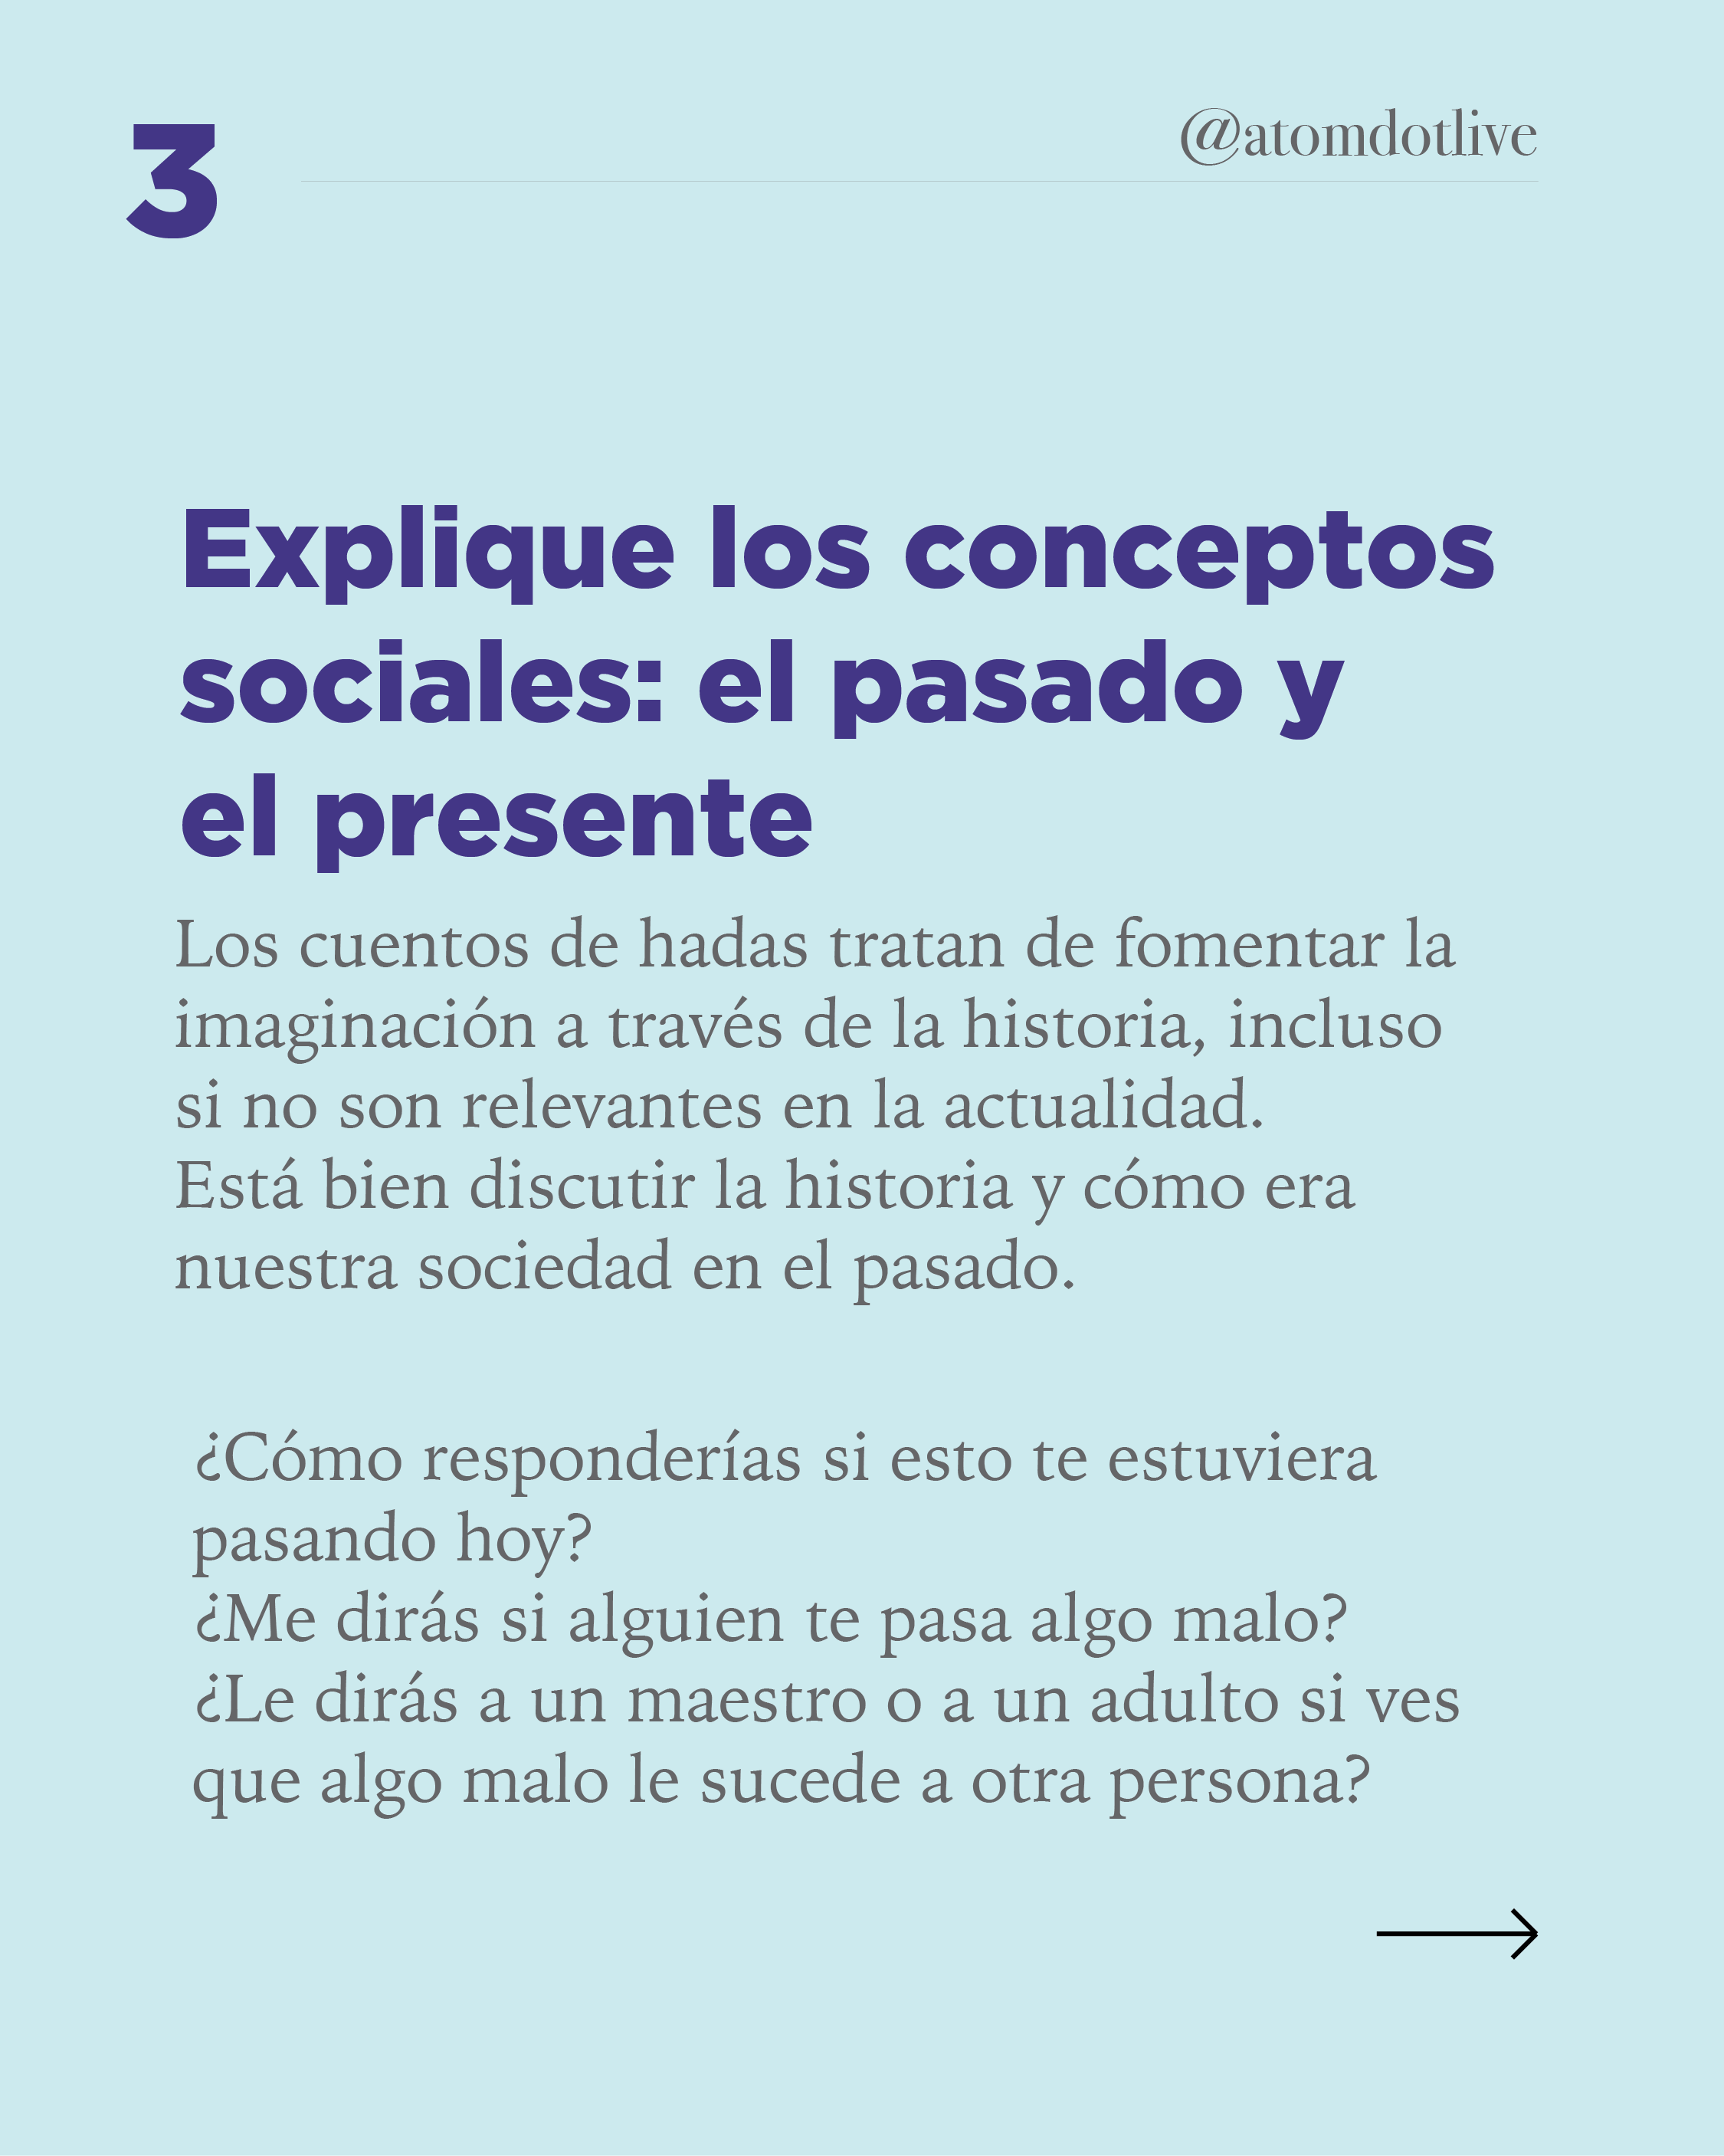 3
@atomdotlive
Explique los conceptos
sociales: el pasado y
el presente
Los cuentos de hadas tratan de fomentar la
imaginación a través de la historia, incluso
si no son relevantes en la actualidad.
Está bien discutir la historia y cómo era
nuestra sociedad en el pasado.
¿Cómo responderías si esto te estuviera
pasando hoy?
¿Me dirás si alguien te pasa algo malo?
¿Le dirás a un maestro o a un adulto si ves
que algo malo le sucede a otra persona?